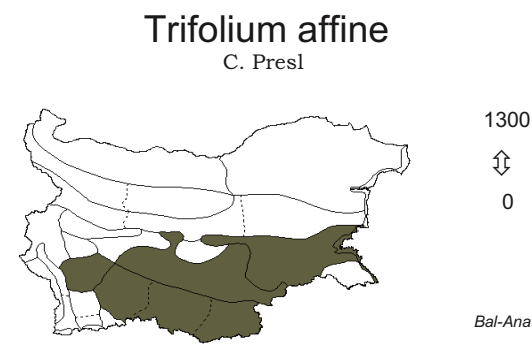 Trifolium affine
C. Presl
1300
⇳
0
Bal-Ana